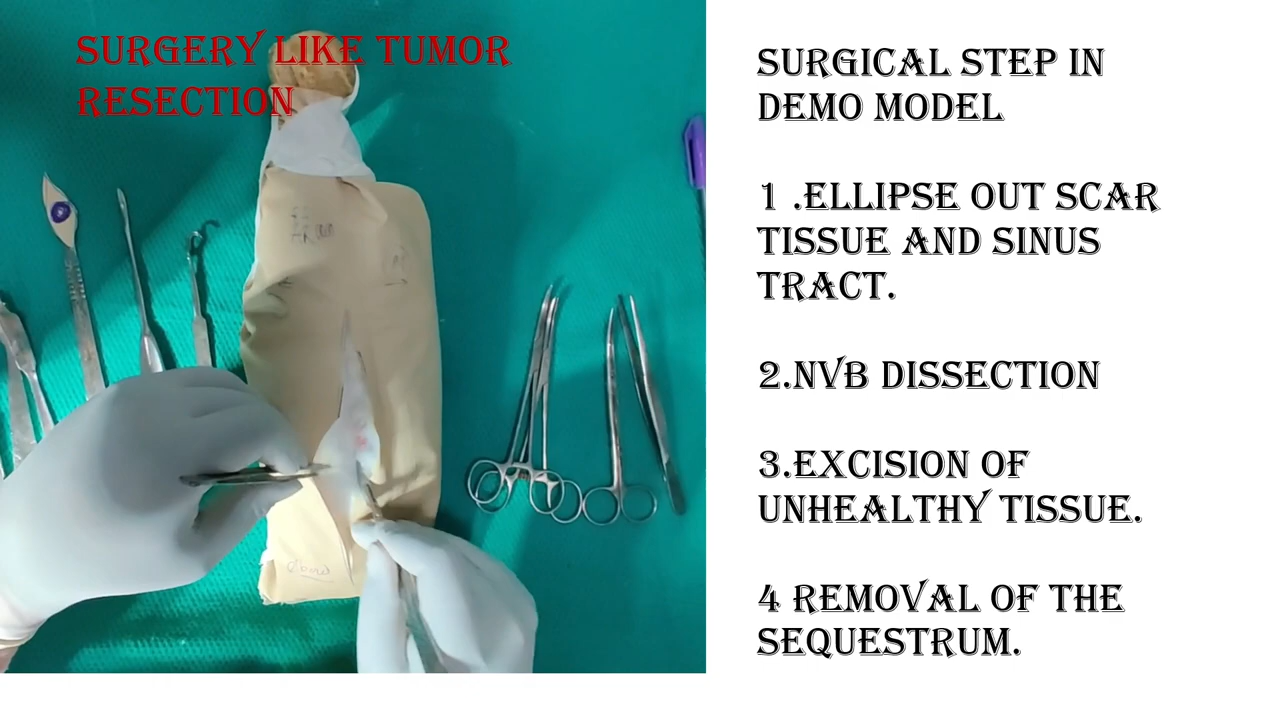 SURGERY LIKE TUMOR
RESECTION
SURGICAL STEP IN
DEMO MODEL
1 .ELLIPSE OUT SCAR
TISSUE AND SINUS
TRACT.
2.NVB DISSECTION
3.EXCISION OF
UNHEALTHY TISSUE.
4 REMOVAL OF THE
SEQUESTRUM.